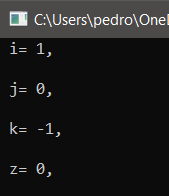 C:\Users\pedro\OneI
i= 1,
j= 0,
k= -1,
z= 0,